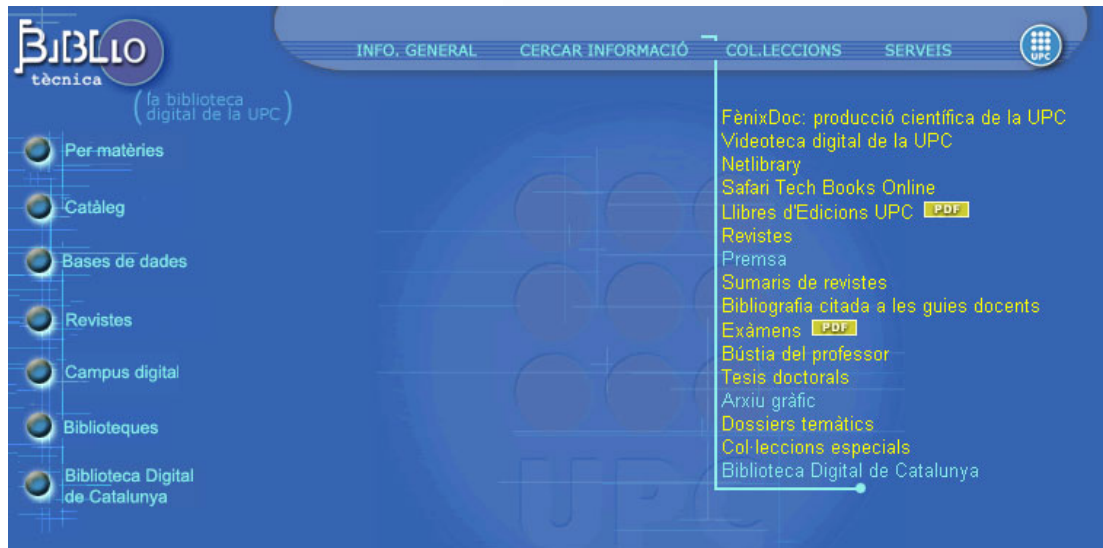 BIBLIO
tècnica
(la biblioteca
digital de la UPC)
INFO. GENERAL
CERCAR INFORMACIÓ
COL.LECCIONS
SERVEIS
UPC
Per matèries
Catàleg
Bases de dades
Revistes
Campus digital
Biblioteques
Biblioteca Digital
de Catalunya
FènixDoc: producció científica de la UPC
Videoteca digital de la UPC
Netlibrary
Safari Tech Books Online
Llibres d'Edicions UPC PDF
Revistes
Premsa
Sumaris de revistes
Bibliografia citada a les guies docents
Exàmens PDF
Bústia del professor
Tesis doctorals
Arxiu gràfic
Dossiers temàtics
Col·leccions especials
Biblioteca Digital de Catalunya
UPC